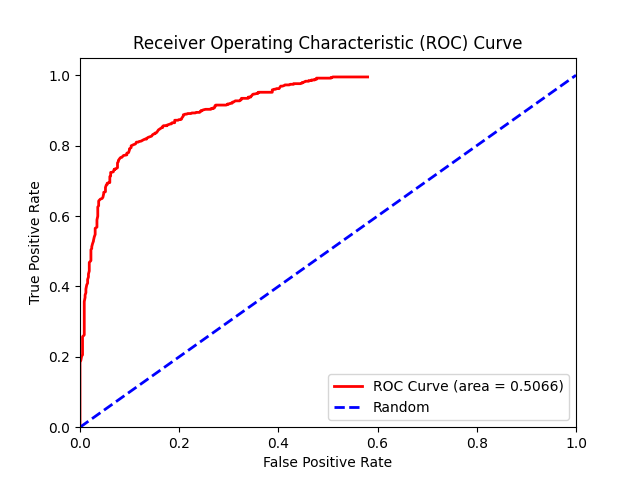 Receiver Operating Characteristic (ROC) Curve
True Positive Rate
1.0
0.8
0.6
0.4
0.2
0.0
0.0 0.2 0.4 0.6 0.8 1.0
False Positive Rate
ROC Curve (area = 0.5066)
Random